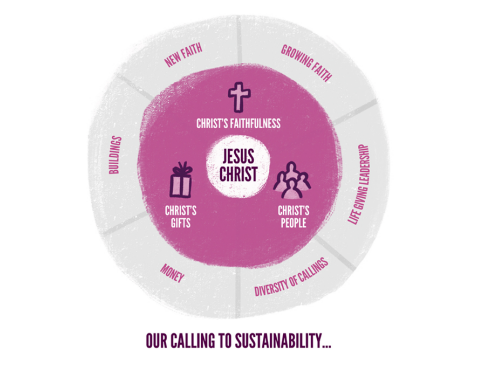 NEW FAITH
GROWING FAITH
CHRIST'S FAITHFULNESS
BUILDINGS
JESUS
CHRIST
LIFE GIVING LEADERSHIP
CHRIST'S
GIFTS
CHRIST'S
PEOPLE
MONEY
DIVERSITY OF CALLINGS
OUR CALLING TO SUSTAINABILITY...